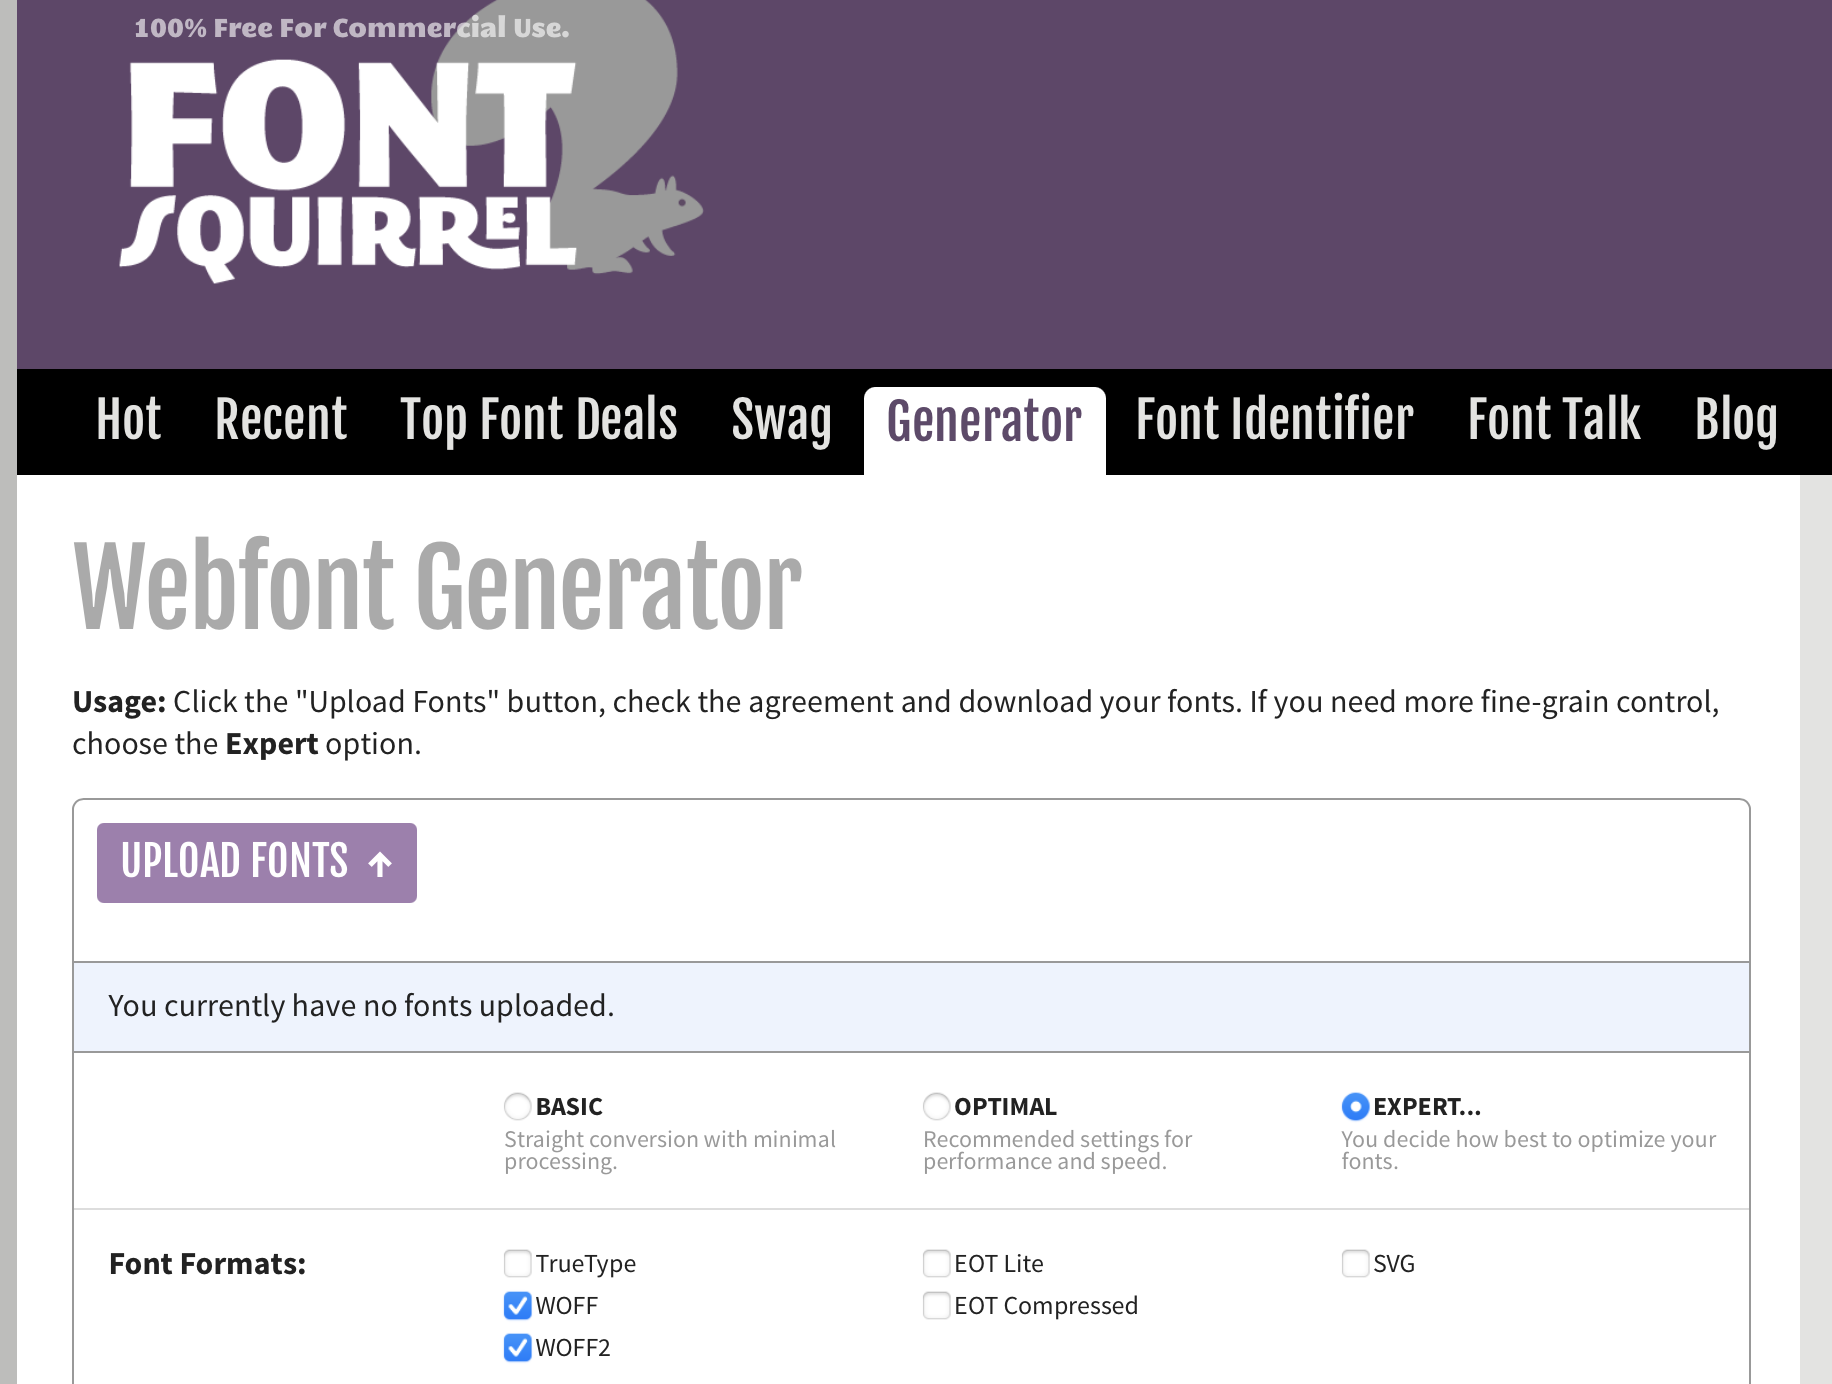 100% Free For Commercial Use.
FONT
SQUIRREL
Hot Recent Top Font Deals Swag Generator Font Identifier Font Talk Blog
Webfont Generator
Usage: Click the "Upload Fonts" button, check the agreement and download your fonts. If you need more fine-grain control,
choose the Expert option.
UPLOAD FONTS
You currently have no fonts uploaded.
BASIC
Straight conversion with minimal
processing.
OPTIMAL
Recommended settings for
performance and speed.
EXPERT...
You decide how best to optimize your
fonts.
Font Formats:
TrueType
WOFF
WOFF2
EOT Lite
EOT Compressed
SVG